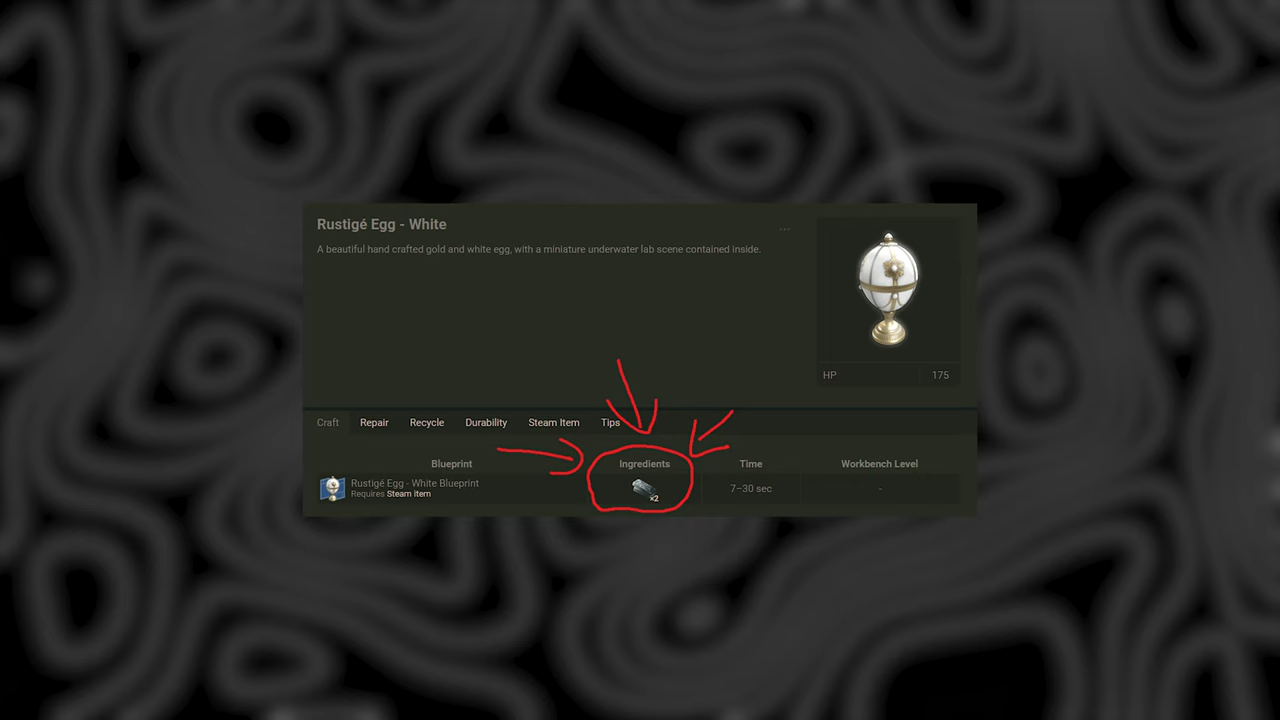 Rustigé Egg - White
...
A beautiful hand crafted gold and white egg, with a miniature underwater lab scene contained inside.
HP 175
Craft Repair Recycle Durability Steam Item Tips
Blueprint Ingredients Time Workbench Level
Rustigé Egg - White Blueprint
Requires Steam item
×2
7–30 sec
-